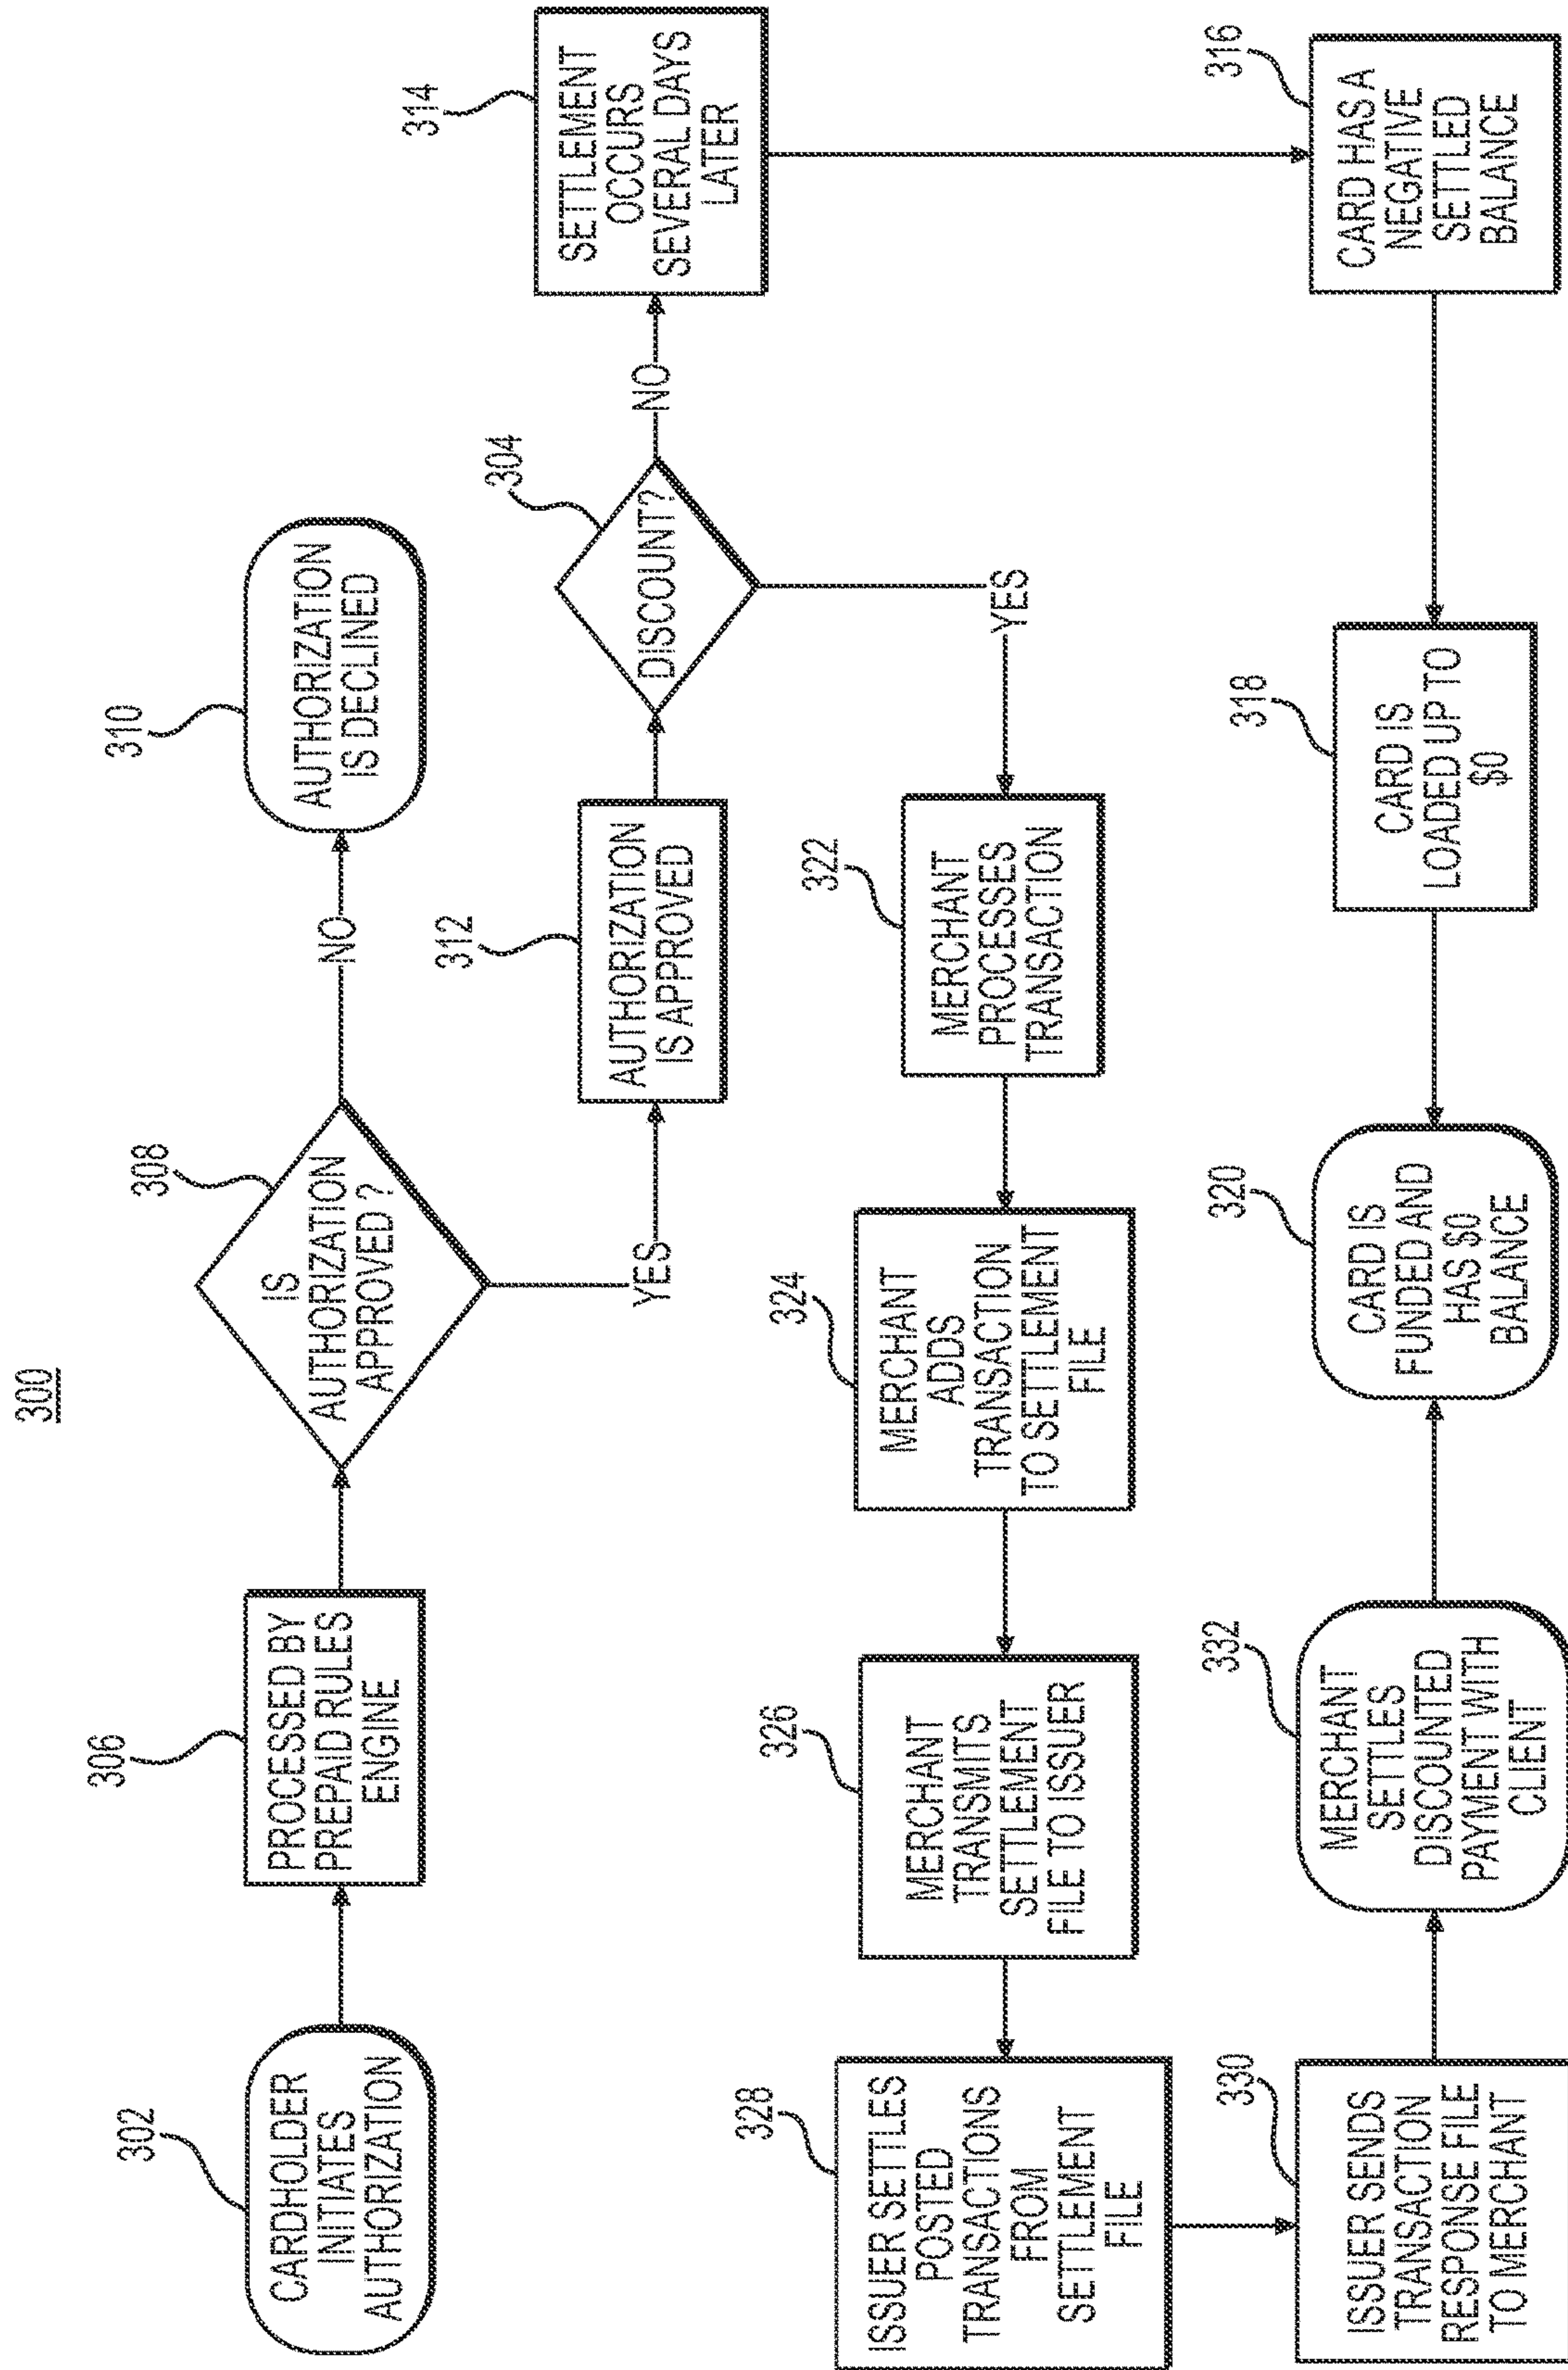 300
302
CARDHOLDER
INITIATES
AUTHORIZATION
306
PROCESSED BY
PREPAID RULES
ENGINE
308
IS
AUTHORIZATION
APPROVED ?
NO
310
AUTHORIZATION
IS DECLINED
YES
312
AUTHORIZATION
IS APPROVED
304
DISCOUNT?
NO
314
SETTLEMENT
OCCURS
SEVERAL DAYS
LATER
YES
322
MERCHANT
PROCESSES
TRANSACTION
324
MERCHANT
ADDS
TRANSACTION
TO SETTLEMENT
FILE
326
MERCHANT
TRANSMITS
SETTLEMENT
FILE TO ISSUER
328
ISSUER SETTLES
POSTED
TRANSACTIONS
FROM
SETTLEMENT
FILE
330
ISSUER SENDS
TRANSACTION
RESPONSE FILE
TO MERCHANT
332
MERCHANT
SETTLES
DISCOUNTED
PAYMENT WITH
CLIENT
320
CARD IS
FUNDED AND
HAS $0
BALANCE
318
CARD IS
LOADED UP TO
$0
316
CARD HAS A
NEGATIVE
SETTLED
BALANCE